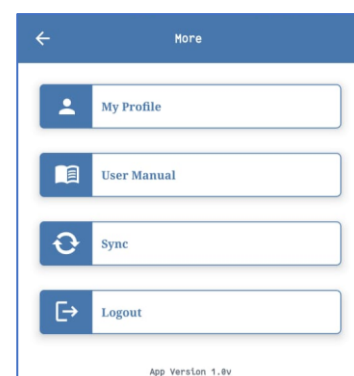 More
My Profile
User Manual
Sync
Logout
App Version 1.0v